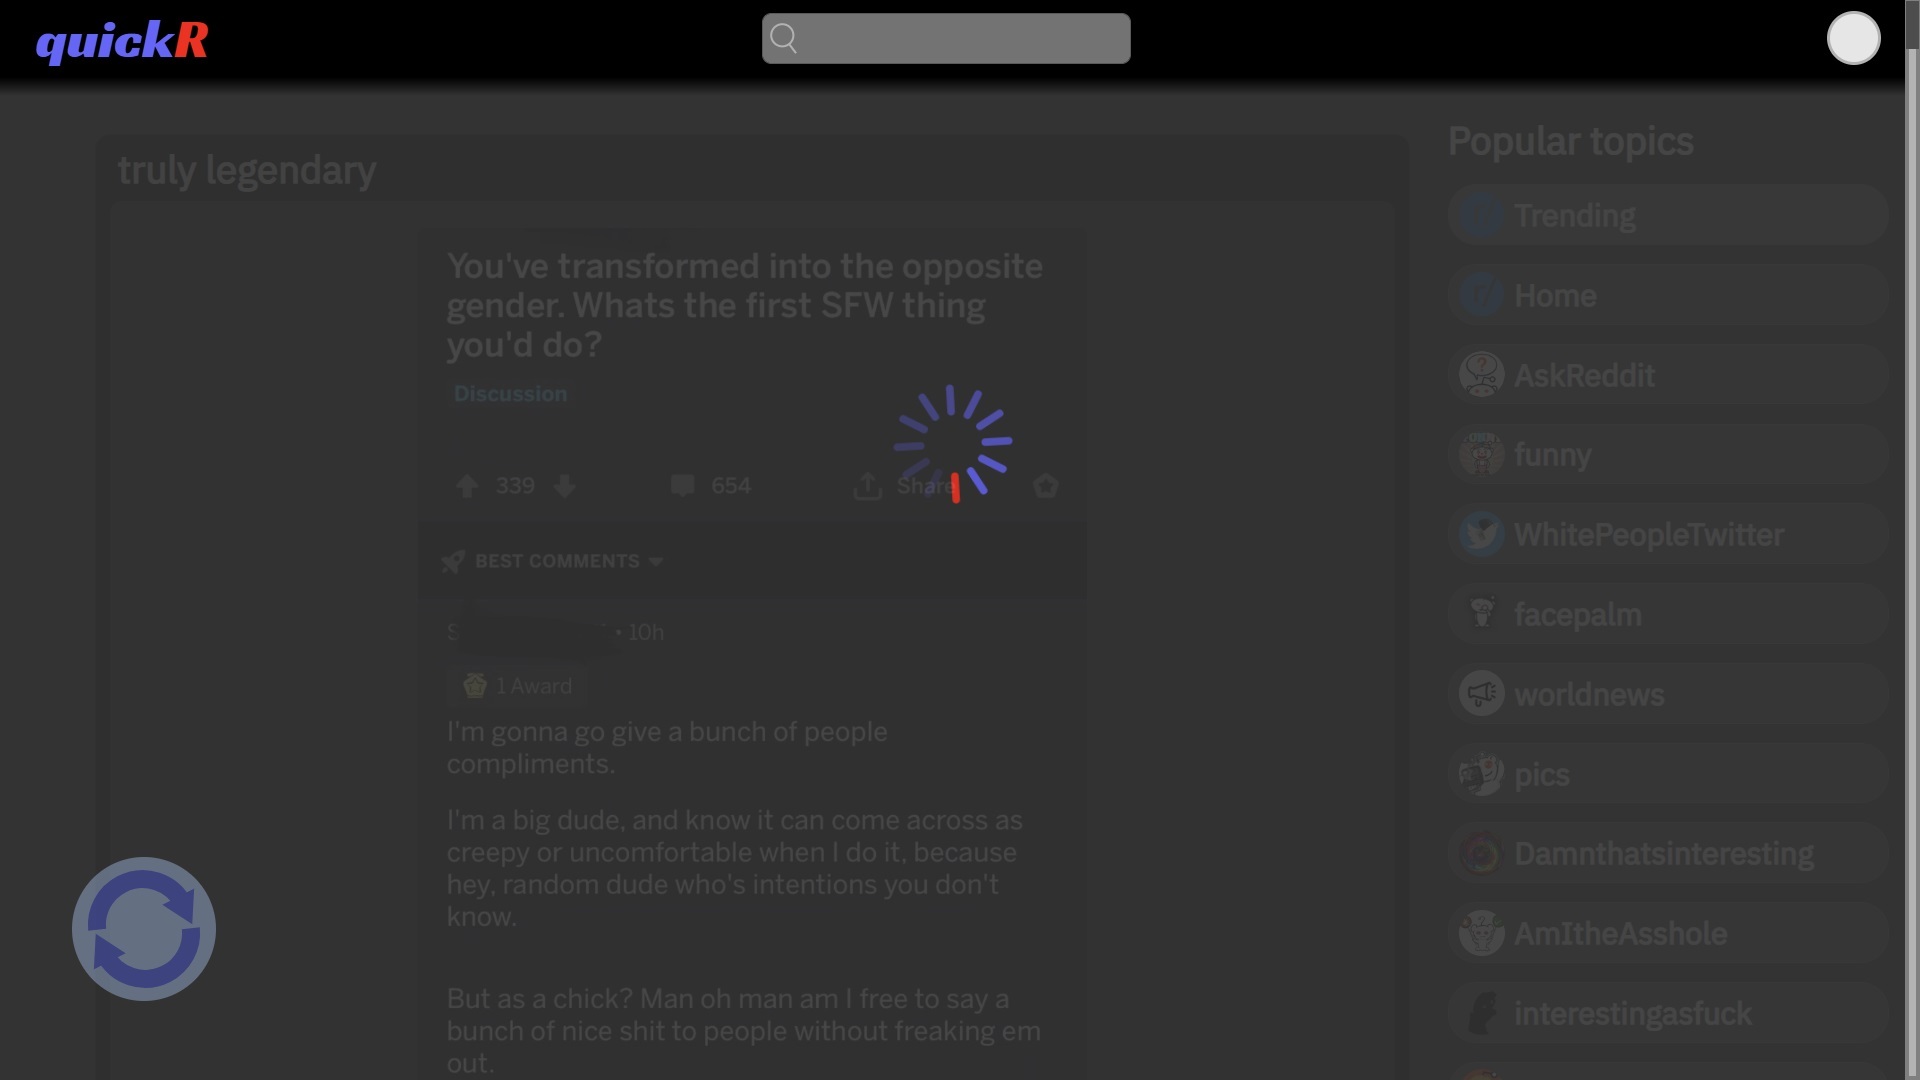 quickR
truly legendary
You've transformed into the opposite
gender. Whats the first SFW thing
you'd do?
Discussion
339
654
Share
BEST COMMENTS
S
• 10h
1 Award
I'm gonna go give a bunch of people
compliments.
I'm a big dude, and know it can come across as
creepy or uncomfortable when I do it, because
hey, random dude who's intentions you don't
know.
But as a chick? Man oh man am I free to say a
bunch of nice shit to people without freaking em
out.
Popular topics
Trending
Home
AskReddit
funny
WhitePeopleTwitter
facepalm
worldnews
pics
Damnthatsinteresting
AmItheAsshole
interestingasfuck